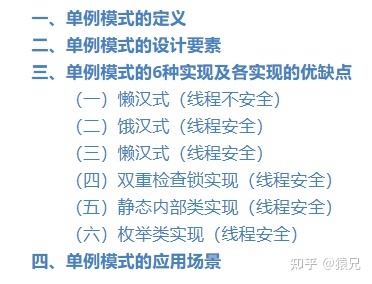 一、单例模式的定义
二、单例模式的设计要素
三、单例模式的6种实现及各实现的优缺点
（一）懒汉式（线程不安全）
（二）饿汉式（线程安全）
（三）懒汉式（线程安全）
（四）双重检查锁实现（线程安全）
（五）静态内部类实现（线程安全）
（六）枚举类实现（线程安全）
四、单例模式的应用场景
知乎 @猿兄